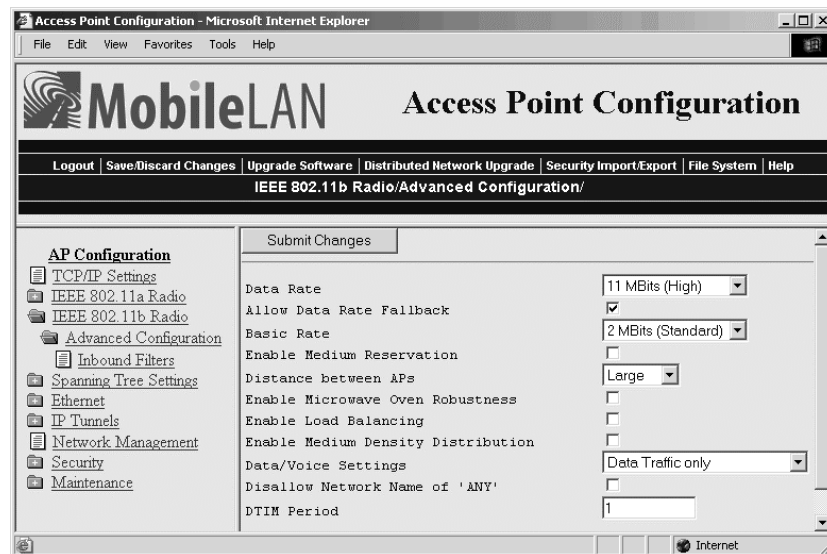 Access Point Configuration - Microsoft Internet Explorer
File Edit View Favorites Tools Help
MobileLAN Access Point Configuration
Logout | Save/Discard Changes | Upgrade Software | Distributed Network Upgrade | Security Import/Export | File System | Help
IEEE 802.11b Radio/Advanced Configuration/
AP Configuration
TCP/IP Settings
IEEE 802.11a Radio
IEEE 802.11b Radio
Advanced Configuration
Inbound Filters
Spanning Tree Settings
Ethernet
IP Tunnels
Network Management
Security
Maintenance
Submit Changes
Data Rate 11 MBits (High)
Allow Data Rate Fallback
Basic Rate 2 MBits (Standard)
Enable Medium Reservation
Distance between APs Large
Enable Microwave Oven Robustness
Enable Load Balancing
Enable Medium Density Distribution
Data/Voice Settings Data Traffic only
Disallow Network Name of 'ANY'
DTIM Period 1
Internet